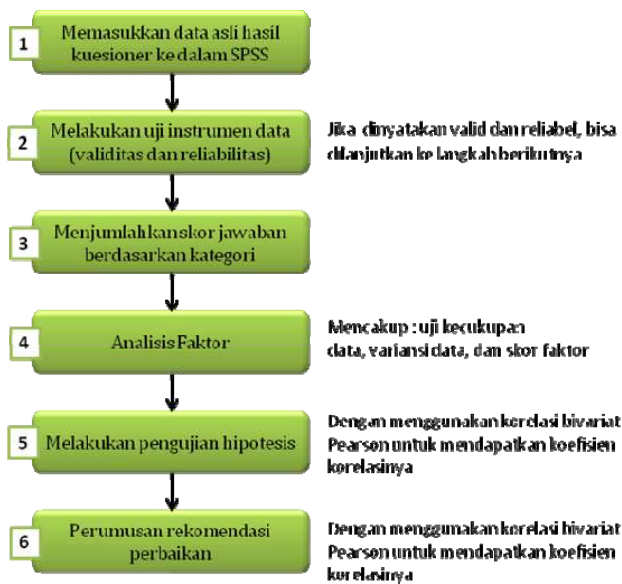 1
Memasukkan data asli hasil
kuesioner ke dalam SPSS
2
Melakukan uji instrumen data
(validitas dan reliabilitas)
Jika dinyatakan valid dan reliabel, bisa
dilanjutkan ke langkah berikutnya
3
Menjumlahkan skor jawaban
berdasarkan kategori
4
Analisis Faktor
Mencakup : uji kecukupan
data, variansi data, dan skor faktor
5
Melakukan pengujian hipotesis
Dengan menggunakan korelasi bivariat
Pearson untuk mendapatkan koefisien
korelasinya
6
Perumusan rekomendasi
perbaikan
Dengan menggunakan korelasi bivariat
Pearson untuk mendapatkan koefisien
korelasinya